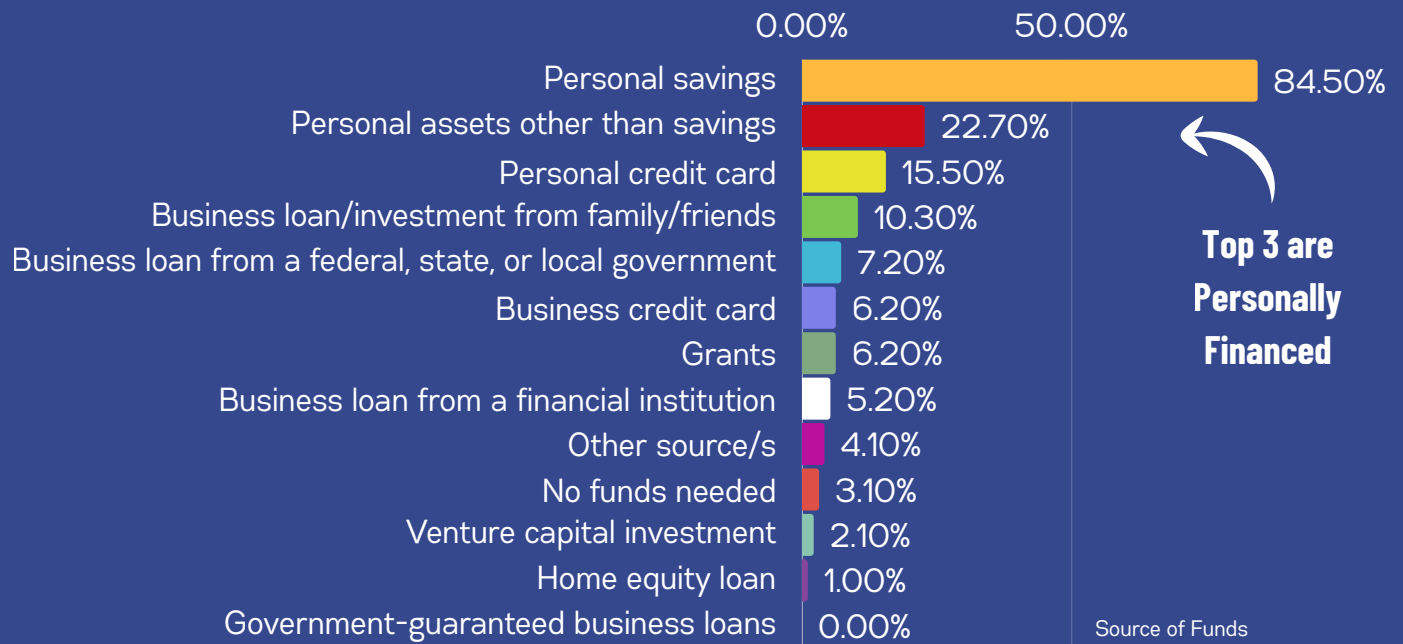 0.00% 50.00%
Personal savings 84.50%
Personal assets other than savings 22.70%
Personal credit card 15.50%
Business loan/investment from family/friends 10.30%
Business loan from a federal, state, or local government 7.20%
Business credit card 6.20%
Grants 6.20%
Business loan from a financial institution 5.20%
Other source/s 4.10%
No funds needed 3.10%
Venture capital investment 2.10%
Home equity loan 1.00%
Government-guaranteed business loans 0.00%
Top 3 are
Personally
Financed
Source of Funds